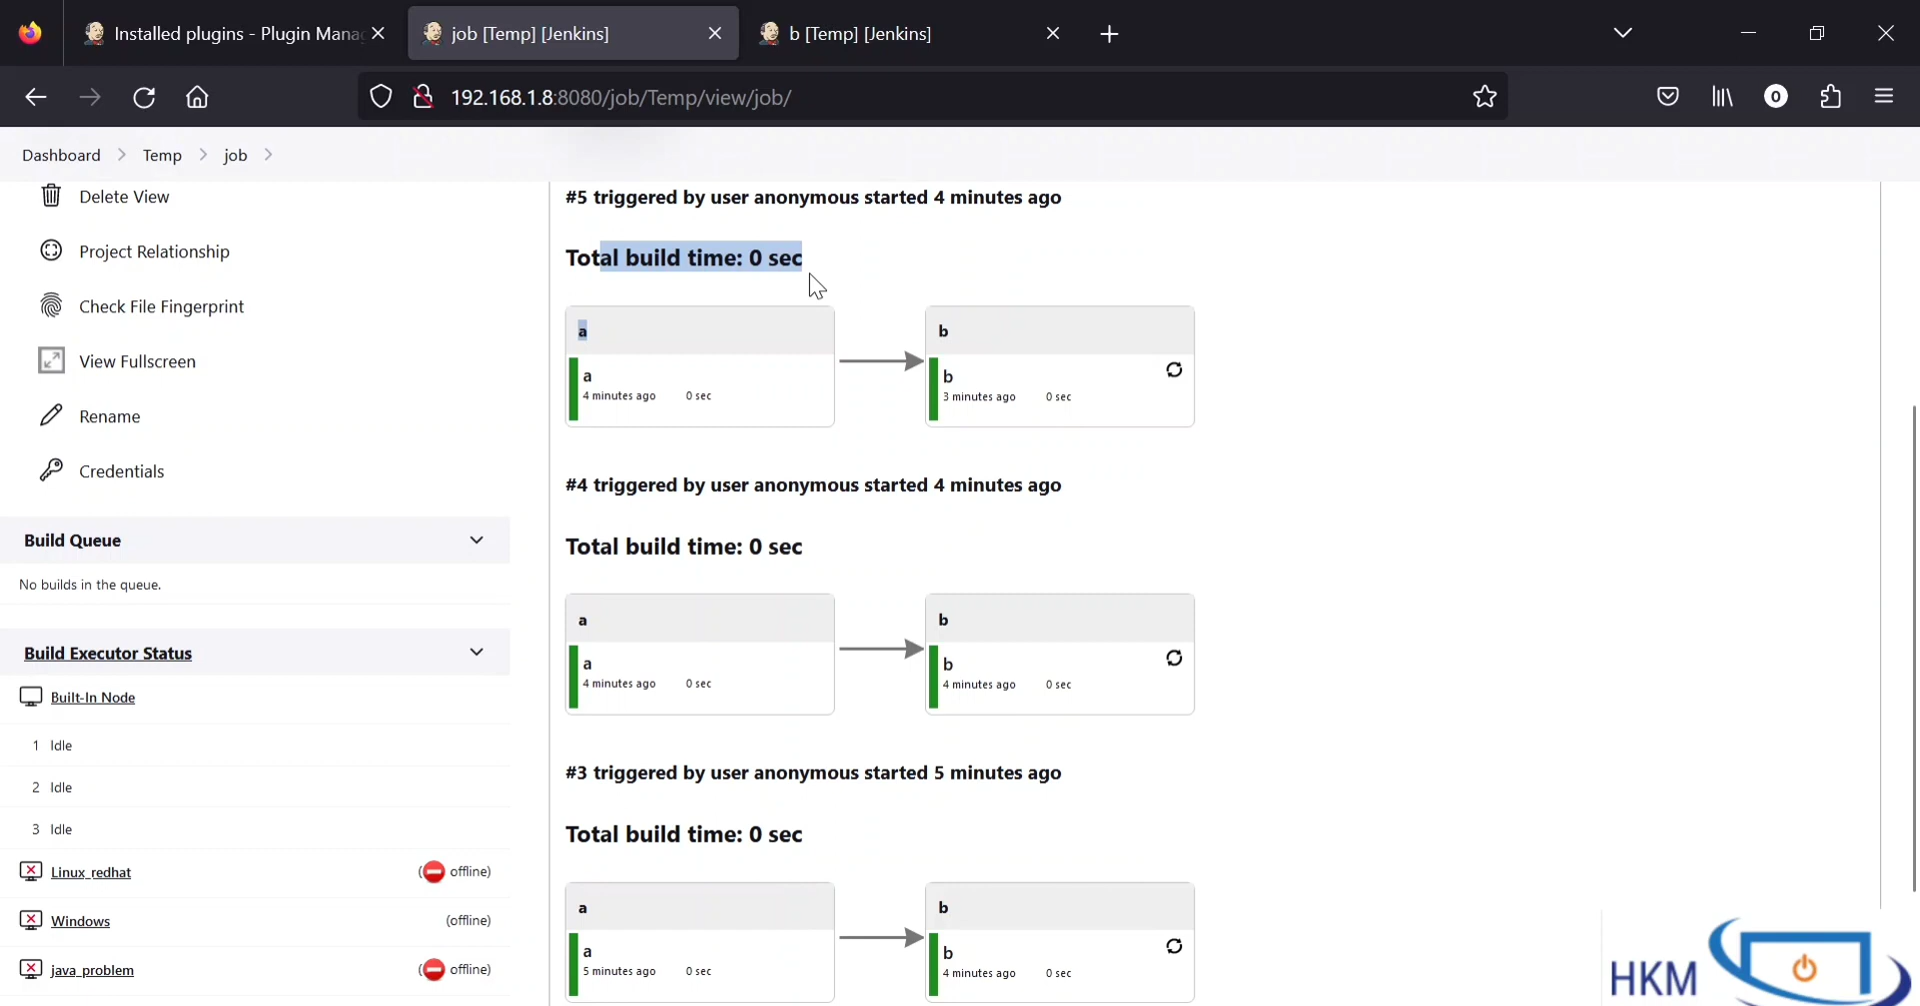 Installed plugins - Plugin Mana
job [Temp] [Jenkins]
b [Temp] [Jenkins]
192.168.1.8:8080/job/Temp/view/job/
Dashboard
Temp
job
Delete View
Project Relationship
Check File Fingerprint
View Fullscreen
Rename
Credentials
Build Queue
No builds in the queue.
Build Executor Status
Built-In Node
1 Idle
2 Idle
3 Idle
Linux_redhat (offline)
Windows (offline)
java_problem (offline)
#5 triggered by user anonymous started 4 minutes ago
Total build time: 0 sec
a
b
a
4 minutes ago 0 sec
b
3 minutes ago 0 sec
#4 triggered by user anonymous started 4 minutes ago
Total build time: 0 sec
a
b
a
4 minutes ago 0 sec
b
4 minutes ago 0 sec
#3 triggered by user anonymous started 5 minutes ago
Total build time: 0 sec
a
b
a
5 minutes ago 0 sec
b
4 minutes ago 0 sec
HKM